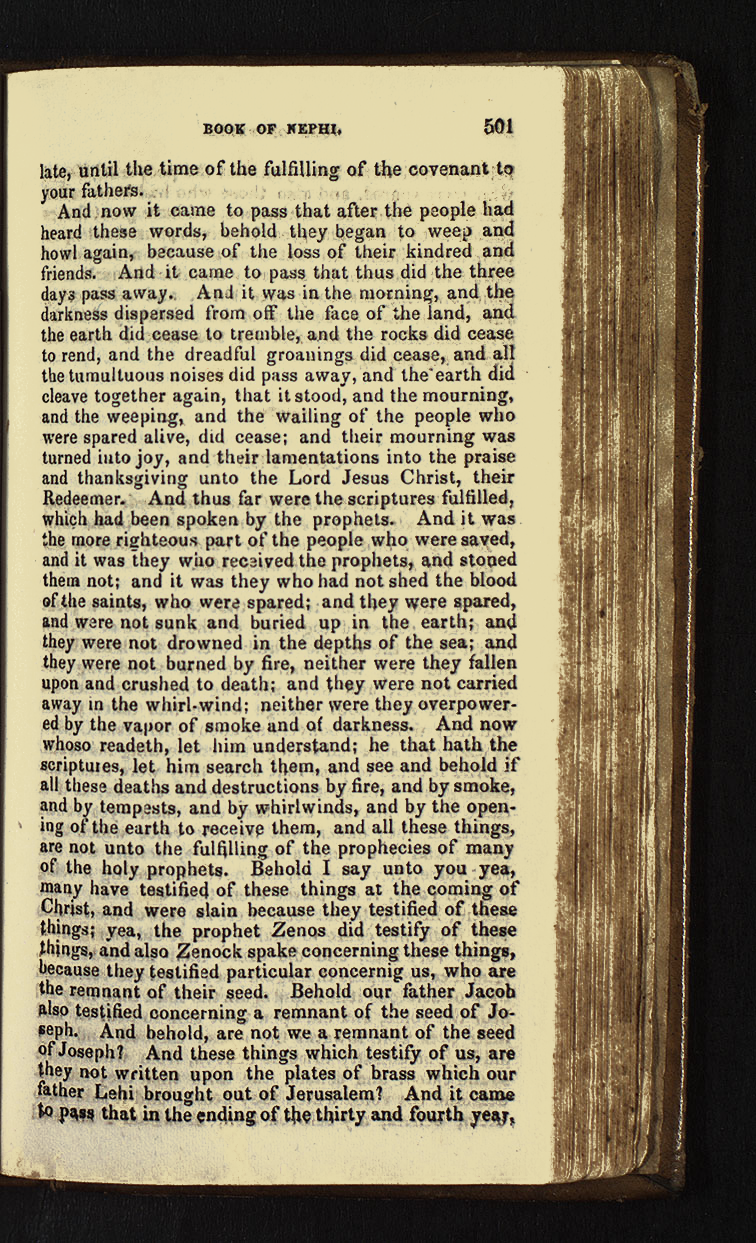 BOOK OF NEPHI. 501
late, until the time of the fulfilling of the covenant to
your fathers.
And now it came to pass that after the people had
heard these words, behold they began to weep and
howl again, because of the loss of their kindred and
friends. And it came to pass that thus did the three
days pass away. And it was in the morning, and the
darkness dispersed from off the face of the land, and
the earth did cease to tremble, and the rocks did cease
to rend, and the dreadful groanings did cease, and all
the tumultuous noises did pass away, and the earth did
cleave together again, that it stood, and the mourning,
and the weeping, and the wailing of the people who
were spared alive, did cease; and their mourning was
turned into joy, and their lamentations into the praise
and thanksgiving unto the Lord Jesus Christ, their
Redeemer. And thus far were the scriptures fulfilled,
which had been spoken by the prophets. And it was
the more righteous part of the people who were saved,
and it was they who received the prophets, and stoned
them not; and it was they who had not shed the blood
of the saints, who were spared; and they were spared,
and were not sunk and buried up in the earth; and
they were not drowned in the depths of the sea; and
they were not burned by fire, neither were they fallen
upon and crushed to death; and they were not carried
away in the whirl-wind; neither were they overpower-
ed by the vapor of smoke and of darkness. And now
whoso readeth, let him understand; he that hath the
scriptures, let him search them, and see and behold if
all these deaths and destructions by fire, and by smoke,
and by tempests, and by whirlwinds, and by the open-
ing of the earth to receive them, and all these things,
are not unto the fulfilling of the prophecies of many
of the holy prophets. Behold I say unto you yea,
many have testified of these things at the coming of
Christ, and were slain because they testified of these
things; yea, the prophet Zenos did testify of these
things, and also Zenock spake concerning these things,
because they testified particular concernig us, who are
the remnant of their seed. Behold our father Jacob
also testified concerning a remnant of the seed of Jo-
seph. And behold, are not we a remnant of the seed
of Joseph? And these things which testify of us, are
they not written upon the plates of brass which our
father Lehi brought out of Jerusalem? And it came
to pass that in the ending of the thirty and fourth year,